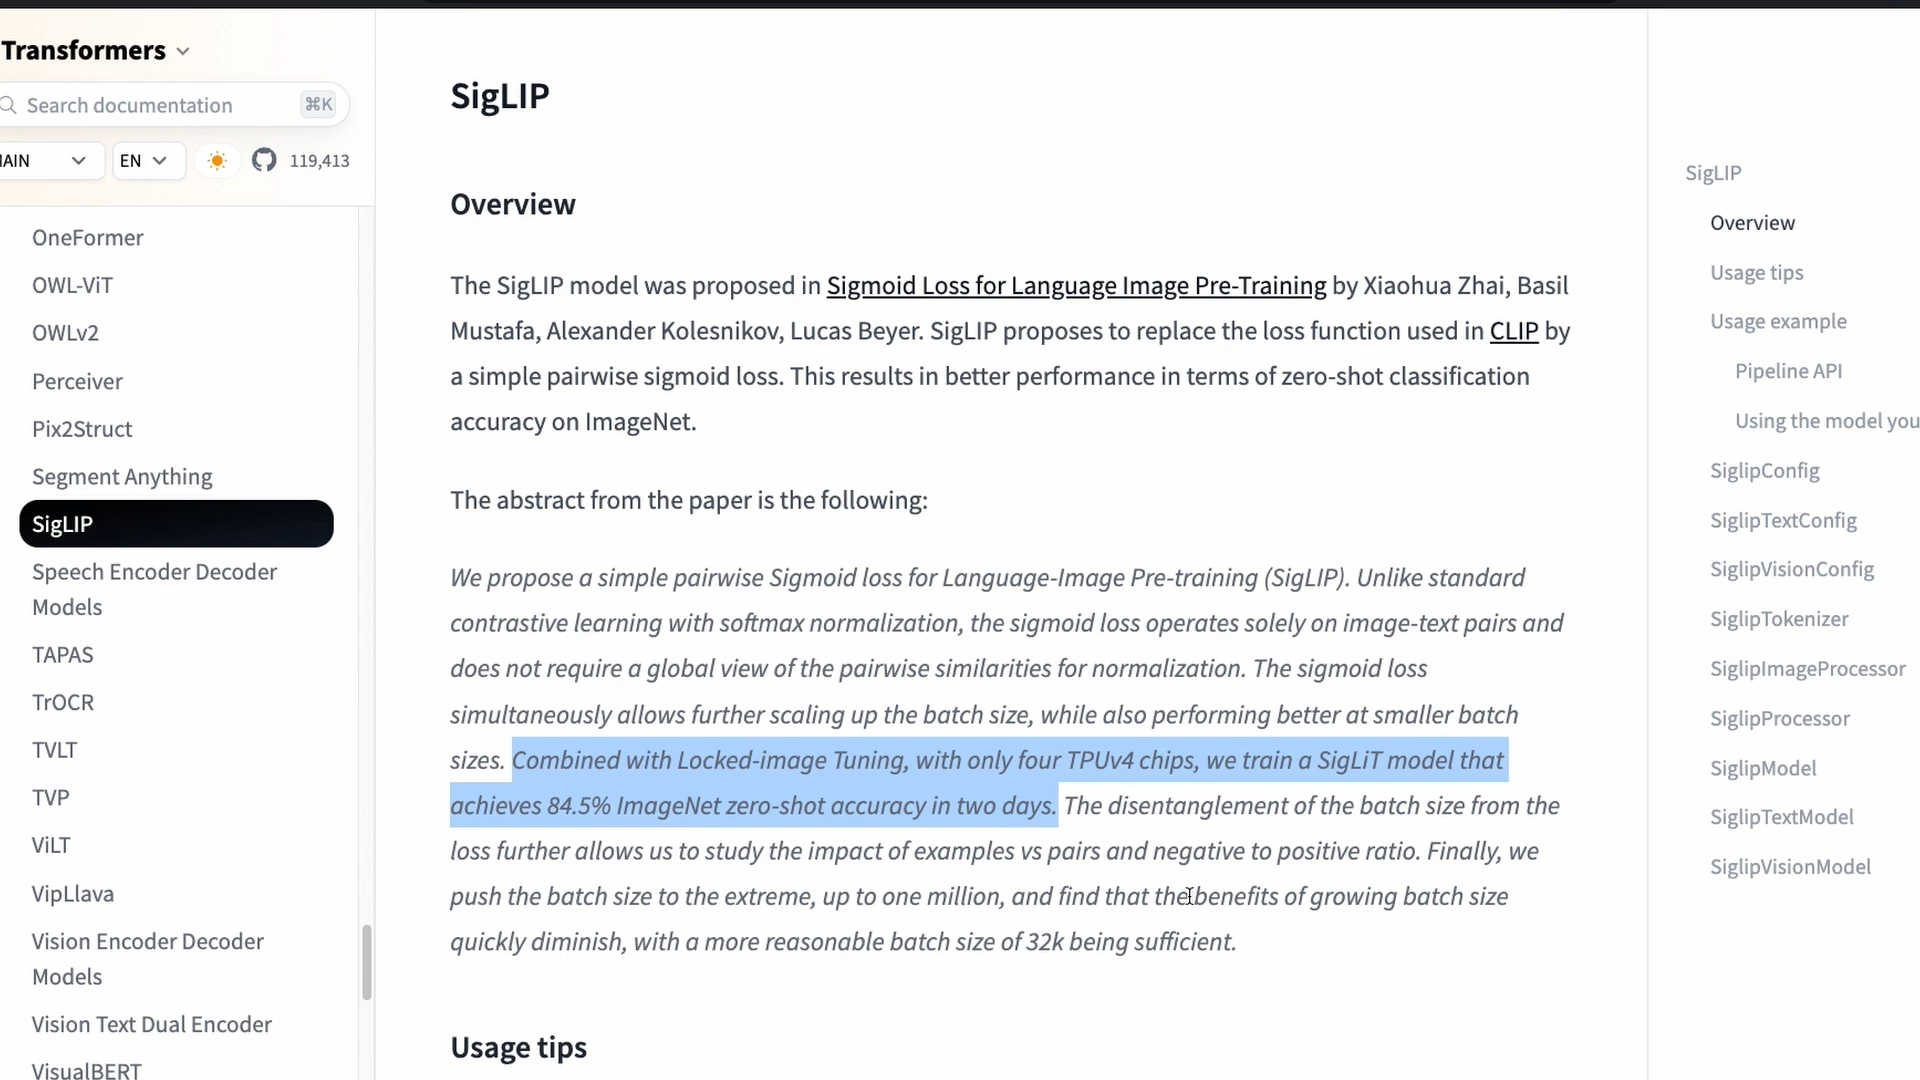 Transformers
Search documentation
⌘K
EN
119,413
OneFormer
OWL-ViT
OWLv2
Perceiver
Pix2Struct
Segment Anything
SigLIP
Speech Encoder Decoder
Models
TAPAS
TrOCR
TVLT
TVP
ViLT
VipLlava
Vision Encoder Decoder
Models
Vision Text Dual Encoder
VisualBERT
SigLIP
Overview
The SigLIP model was proposed in Sigmoid Loss for Language Image Pre-Training by Xiaohua Zhai, Basil
Mustafa, Alexander Kolesnikov, Lucas Beyer. SigLIP proposes to replace the loss function used in CLIP by
a simple pairwise sigmoid loss. This results in better performance in terms of zero-shot classification
accuracy on ImageNet.
The abstract from the paper is the following:
We propose a simple pairwise Sigmoid loss for Language-Image Pre-training (SigLIP). Unlike standard
contrastive learning with softmax normalization, the sigmoid loss operates solely on image-text pairs and
does not require a global view of the pairwise similarities for normalization. The sigmoid loss
simultaneously allows further scaling up the batch size, while also performing better at smaller batch
sizes. Combined with Locked-image Tuning, with only four TPUv4 chips, we train a SigLiT model that
achieves 84.5% ImageNet zero-shot accuracy in two days. The disentanglement of the batch size from the
loss further allows us to study the impact of examples vs pairs and negative to positive ratio. Finally, we
push the batch size to the extreme, up to one million, and find that the benefits of growing batch size
quickly diminish, with a more reasonable batch size of 32k being sufficient.
Usage tips
SigLIP
Overview
Usage tips
Usage example
Pipeline API
Using the model you
SiglipConfig
SiglipTextConfig
SiglipVisionConfig
SiglipTokenizer
SiglipImageProcessor
SiglipProcessor
SiglipModel
SiglipTextModel
SiglipVisionModel